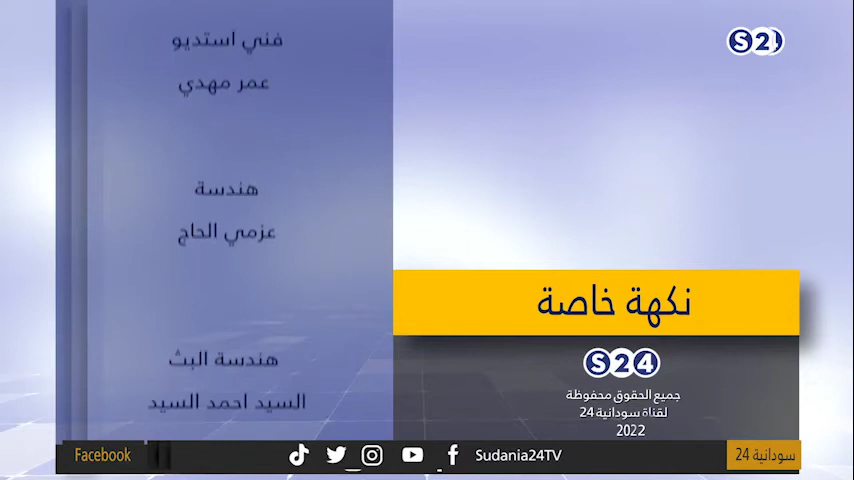 فني استديو
عمر مهدي
هندسة
عزمي الحاج
هندسة البث
السيد احمد السيد
S24
نكهة خاصة
S24
جميع الحقوق محفوظة
لقناة سودانية 24
2022
Facebook
Sudania24TV
سودانية 24